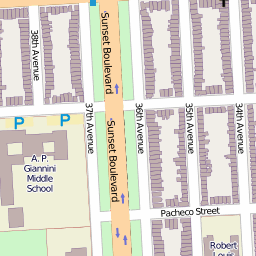 38th Avenue
Sunset Boulevard
37th Avenue
36th Avenue
35th Avenue
34th Avenue
P
P
Sunset Boulevard
A. P.
Giannini
Middle
School
Pacheco Street
Robert
Louis